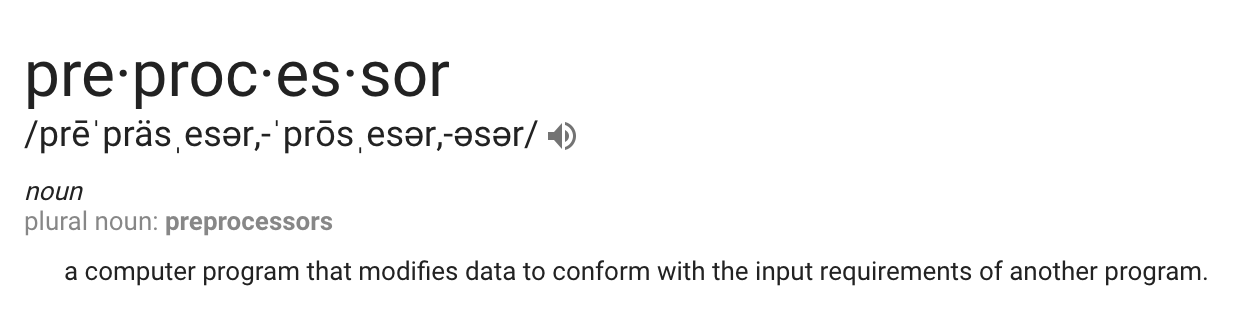 pre·proc·es·sor
/prēˈpräsˌesər,-ˈprōsˌesər,-əsər/
noun
plural noun: preprocessors
a computer program that modifies data to conform with the input requirements of another program.